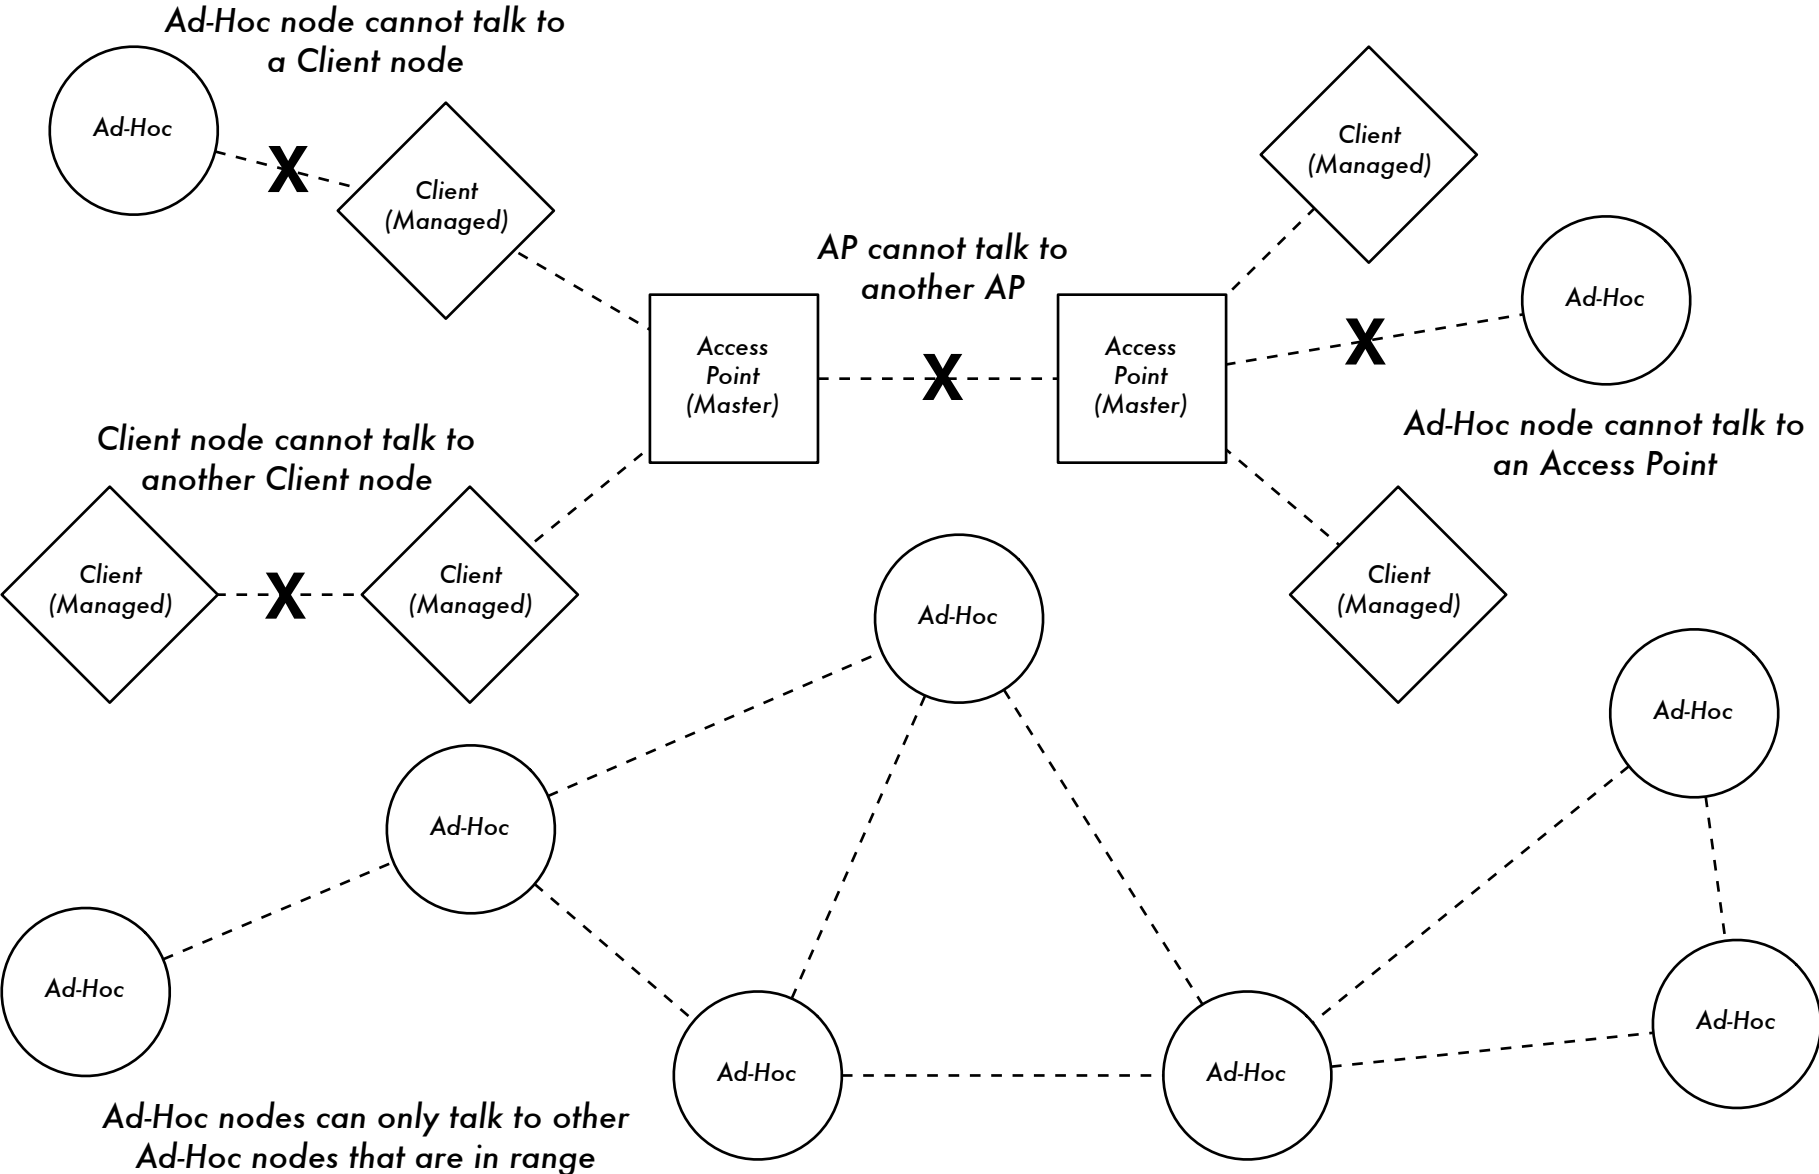 Ad-Hoc node cannot talk to
a Client node
Ad-Hoc
X
Client
(Managed)
Client
(Managed)
AP cannot talk to
another AP
Access
Point
(Master)
X
Access
Point
(Master)
X
Ad-Hoc
Ad-Hoc node cannot talk to
an Access Point
Client node cannot talk to
another Client node
Client
(Managed)
X
Client
(Managed)
Client
(Managed)
Ad-Hoc
Ad-Hoc
Ad-Hoc
Ad-Hoc
Ad-Hoc
Ad-Hoc
Ad-Hoc
Ad-Hoc nodes can only talk to other
Ad-Hoc nodes that are in range